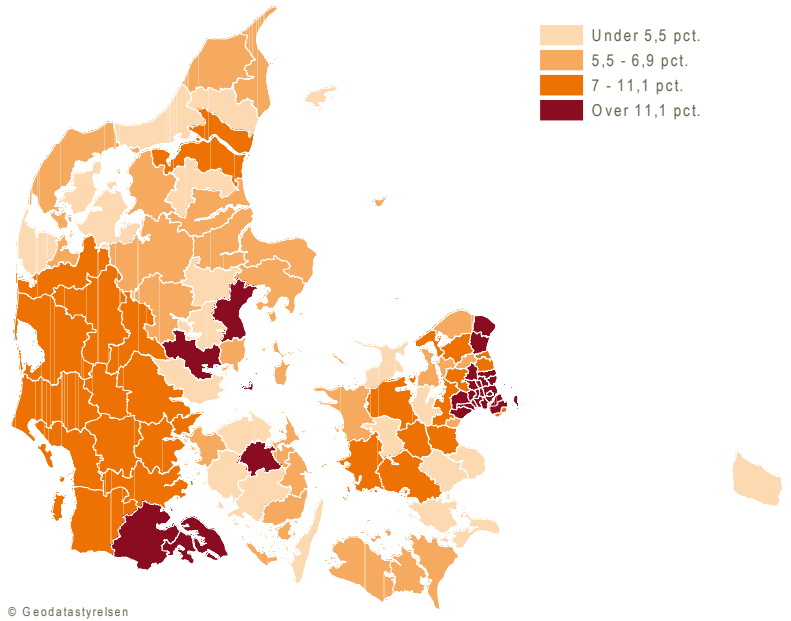 Under 5,5 pct.
5,5 - 6,9 pct.
7 - 11,1 pct.
Over 11,1 pct.
© Geodatastyrelsen